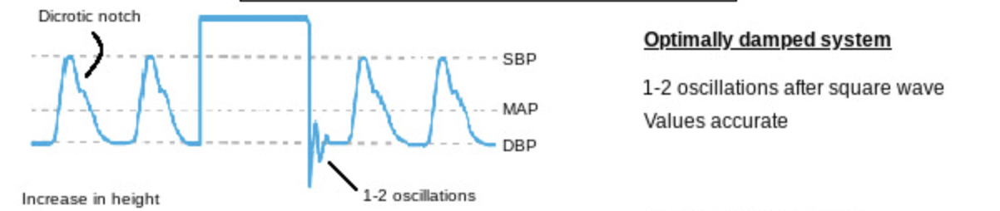 Dicrotic notch
Optimally damped system
SBP
1-2 oscillations after square wave
MAP
Values accurate
DBP
1-2 oscillations
Increase in height